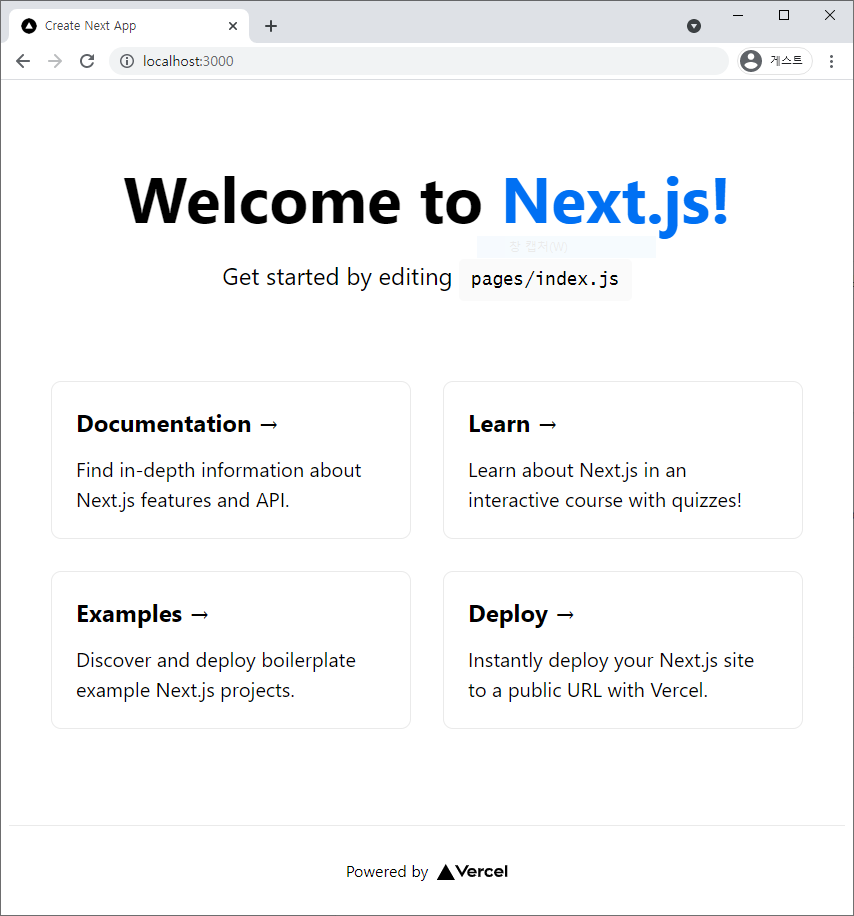 Create Next App
localhost:3000
게스트
Welcome to Next.js!
창 캡처(W)
Get started by editing pages/index.js
Documentation →
Find in-depth information about
Next.js features and API.
Learn →
Learn about Next.js in an
interactive course with quizzes!
Examples →
Discover and deploy boilerplate
example Next.js projects.
Deploy →
Instantly deploy your Next.js site
to a public URL with Vercel.
Powered by Vercel